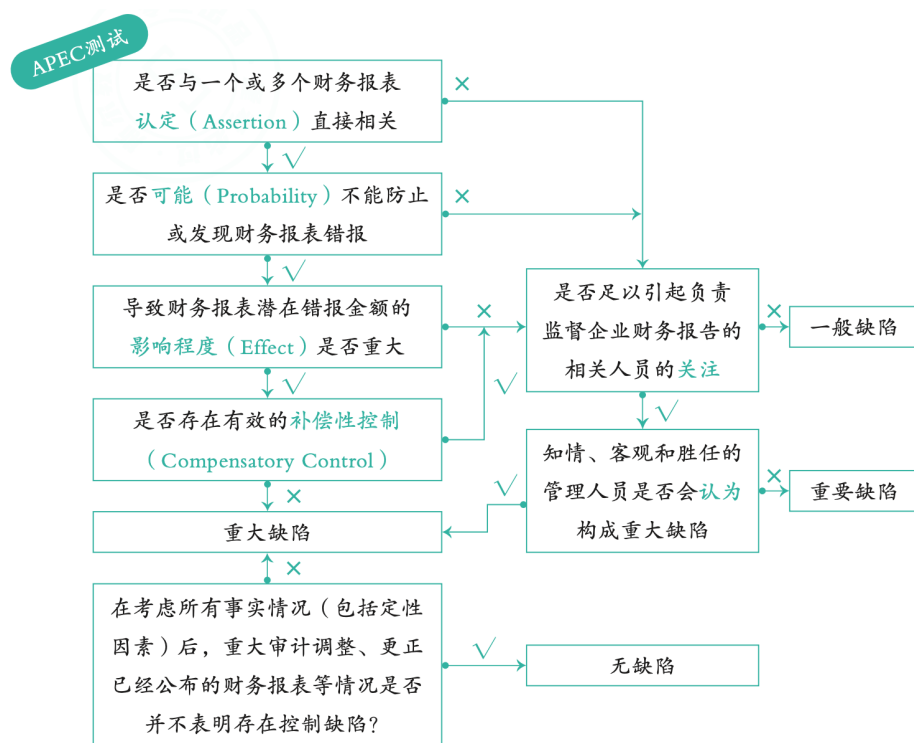 APEC测试
是否与一个或多个财务报表
认定（Assertion）直接相关
×
√
是否可能（Probability）不能防止
或发现财务报表错报
×
√
导致财务报表潜在错报金额的
影响程度（Effect）是否重大
×
√
是否存在有效的补偿性控制
（Compensatory Control）
√
×
重大缺陷
×
在考虑所有事实情况（包括定性
因素）后，重大审计调整、更正
已经公布的财务报表等情况是否
并不表明存在控制缺陷？
√
无缺陷
是否足以引起负责
监督企业财务报告的
相关人员的关注
×
一般缺陷
√
知情、客观和胜任的
管理人员是否会认为
构成重大缺陷
×
重要缺陷
√